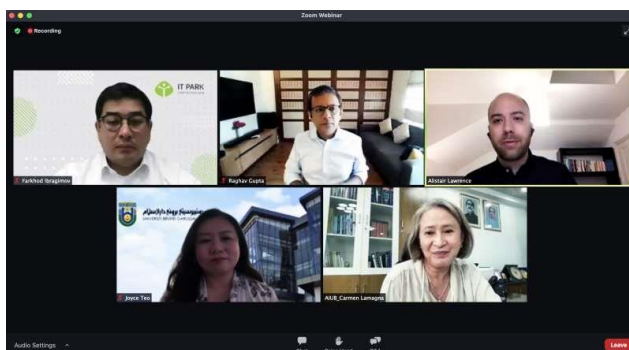 Zoom Webinar
Recording
IT PARK
Farkhod Ibragimov
Raghav Gupta
Alistair Lawrence
UNIVERSITI BRUNEI DARUSSALAM
Joyce Teo
AIUB_Carmen Lamagna
Audio Settings
Leave